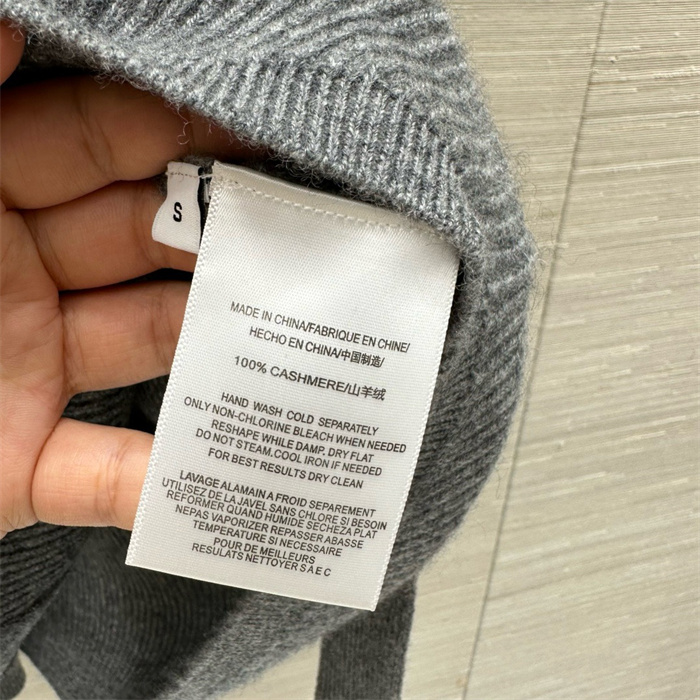 S
MADE IN CHINA/FABRIQUE EN CHINE/
HECHO EN CHINA/中国制造/
100% CASHMERE/山羊绒
HAND WASH COLD SEPARATELY
ONLY NON-CHLORINE BLEACH WHEN NEEDED
RESHAPE WHILE DAMP. DRY FLAT
DO NOT STEAM.COOL IRON IF NEEDED
FOR BEST RESULTS DRY CLEAN
LAVAGE ALAMAIN A FROID SEPAREMENT
UTILISEZ DE LA JAVEL SANS CHLORE SI BESOIN
REFORMER QUAND HUMIDE SECHEZA PLAT
NEPAS VAPORIZER REPASSER ABASSE
TEMPERATURE SI NECESSAIRE
POUR DE MEILLEURS
RESULATS NETTOYER S A E C